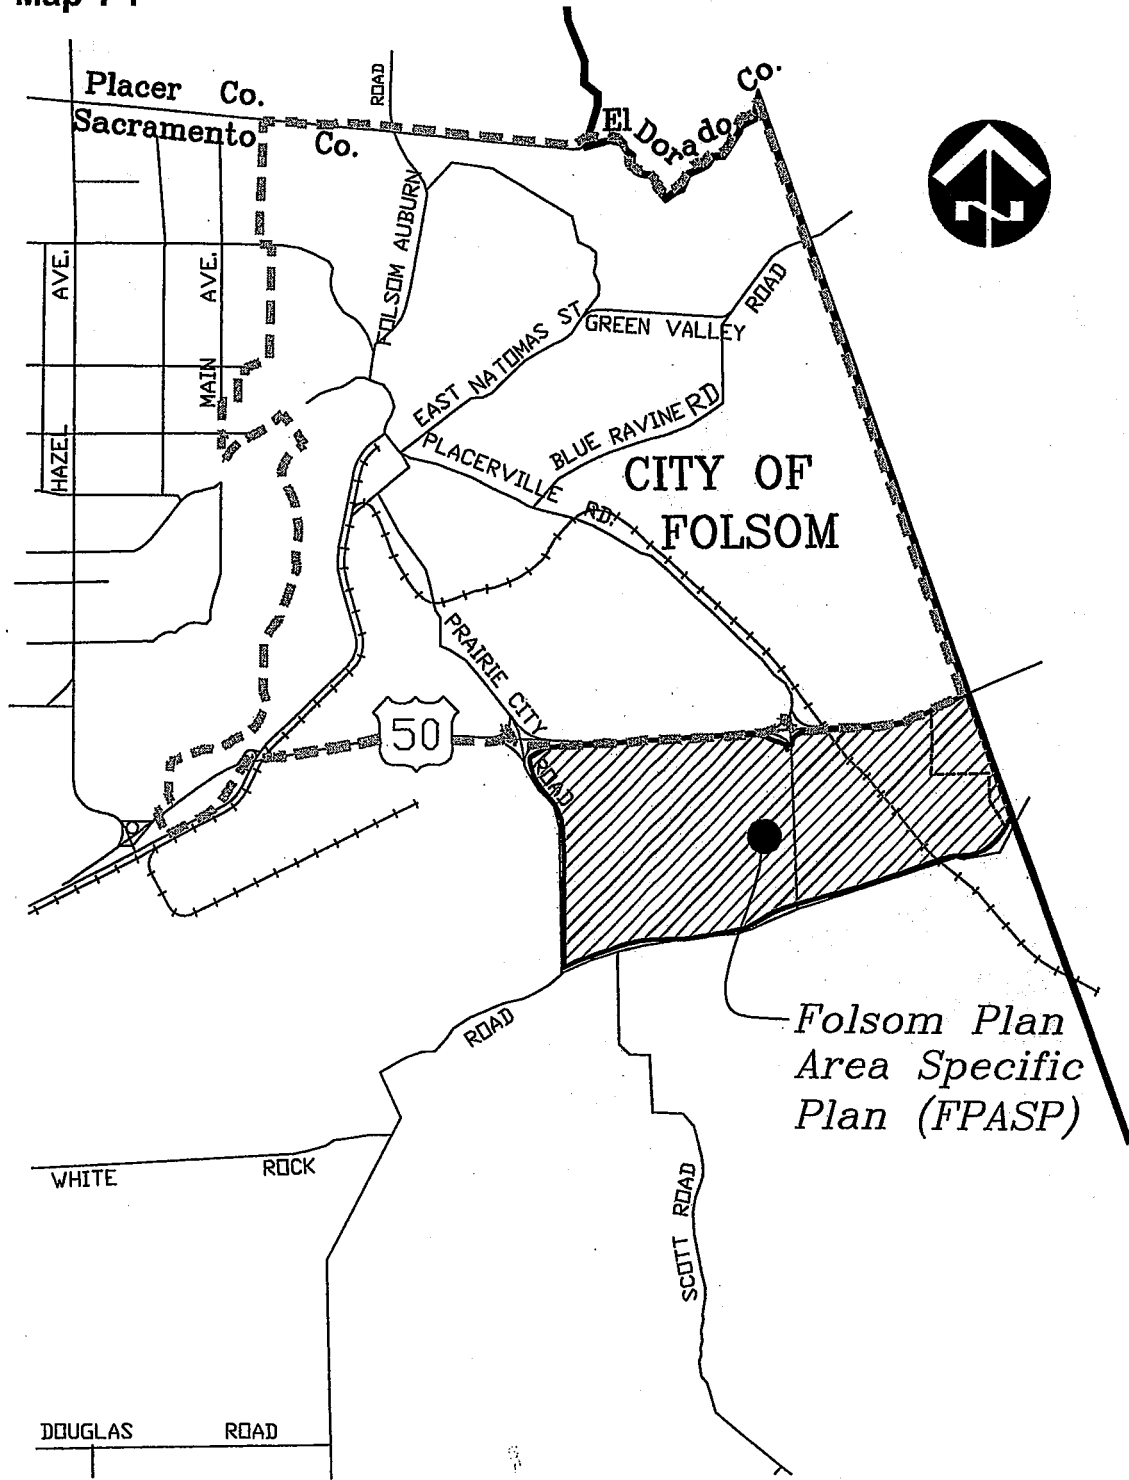 Placer Co.
Sacramento Co.
El Dorado Co.
ROAD
N
FOLSOM AUBURN
HAZEL AVE.
MAIN AVE.
EAST NATOMAS ST
GREEN VALLEY ROAD
BLUE RAVINE RD
PLACERVILLE RD.
CITY OF
FOLSOM
PRAIRIE CITY ROAD
50
Folsom Plan
Area Specific
Plan (FPASP)
WHITE ROCK ROAD
SCOTT ROAD
DOUGLAS ROAD